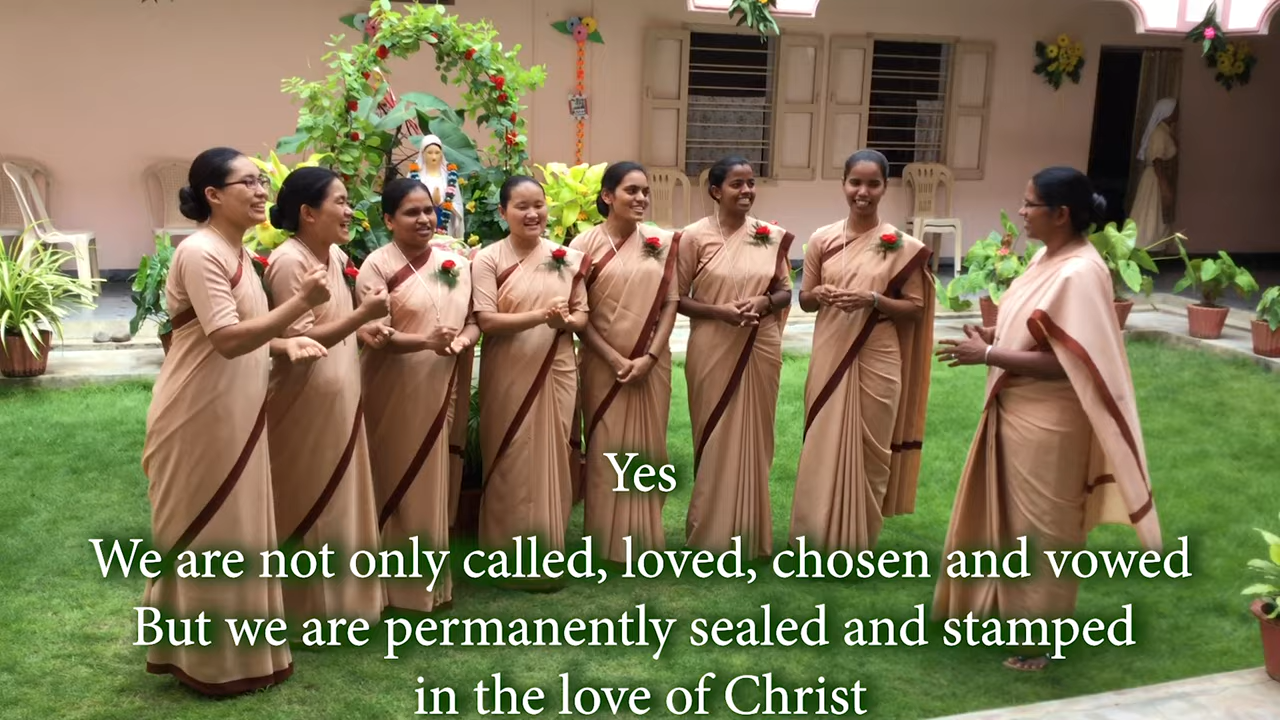 Yes
We are not only called, loved, chosen and vowed
But we are permanently sealed and stamped
in the love of Christ